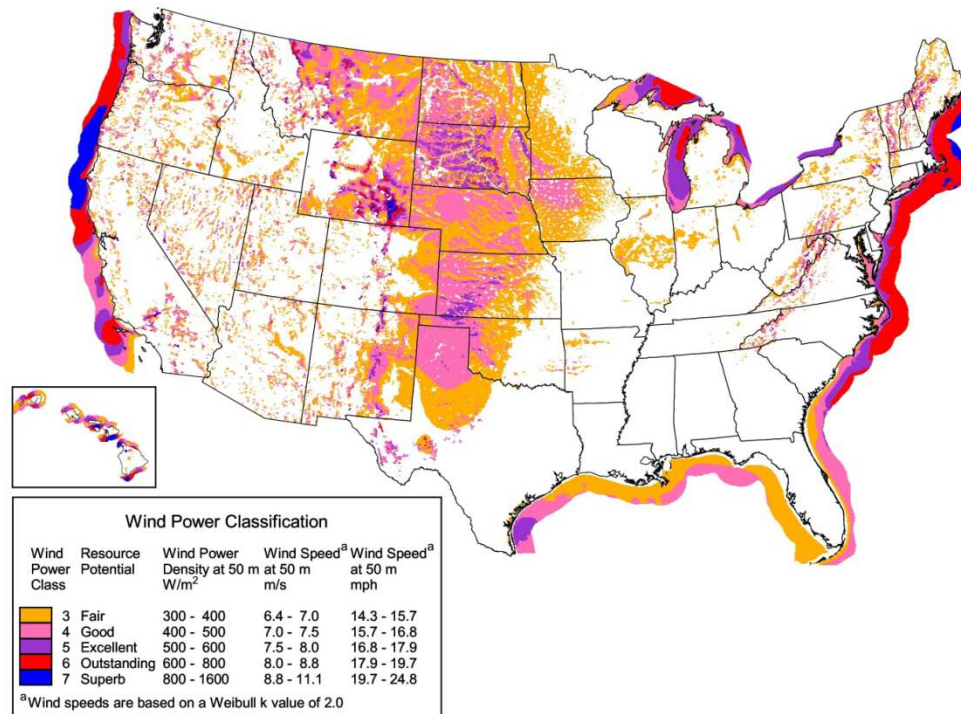 Wind Power Classification
Wind Power Class Resource Potential Wind Power Density at 50 m W/m² Wind Speedᵃ at 50 m m/s Wind Speedᵃ at 50 m mph
3 Fair 300 - 400 6.4 - 7.0 14.3 - 15.7
4 Good 400 - 500 7.0 - 7.5 15.7 - 16.8
5 Excellent 500 - 600 7.5 - 8.0 16.8 - 17.9
6 Outstanding 600 - 800 8.0 - 8.8 17.9 - 19.7
7 Superb 800 - 1600 8.8 - 11.1 19.7 - 24.8
ᵃWind speeds are based on a Weibull k value of 2.0